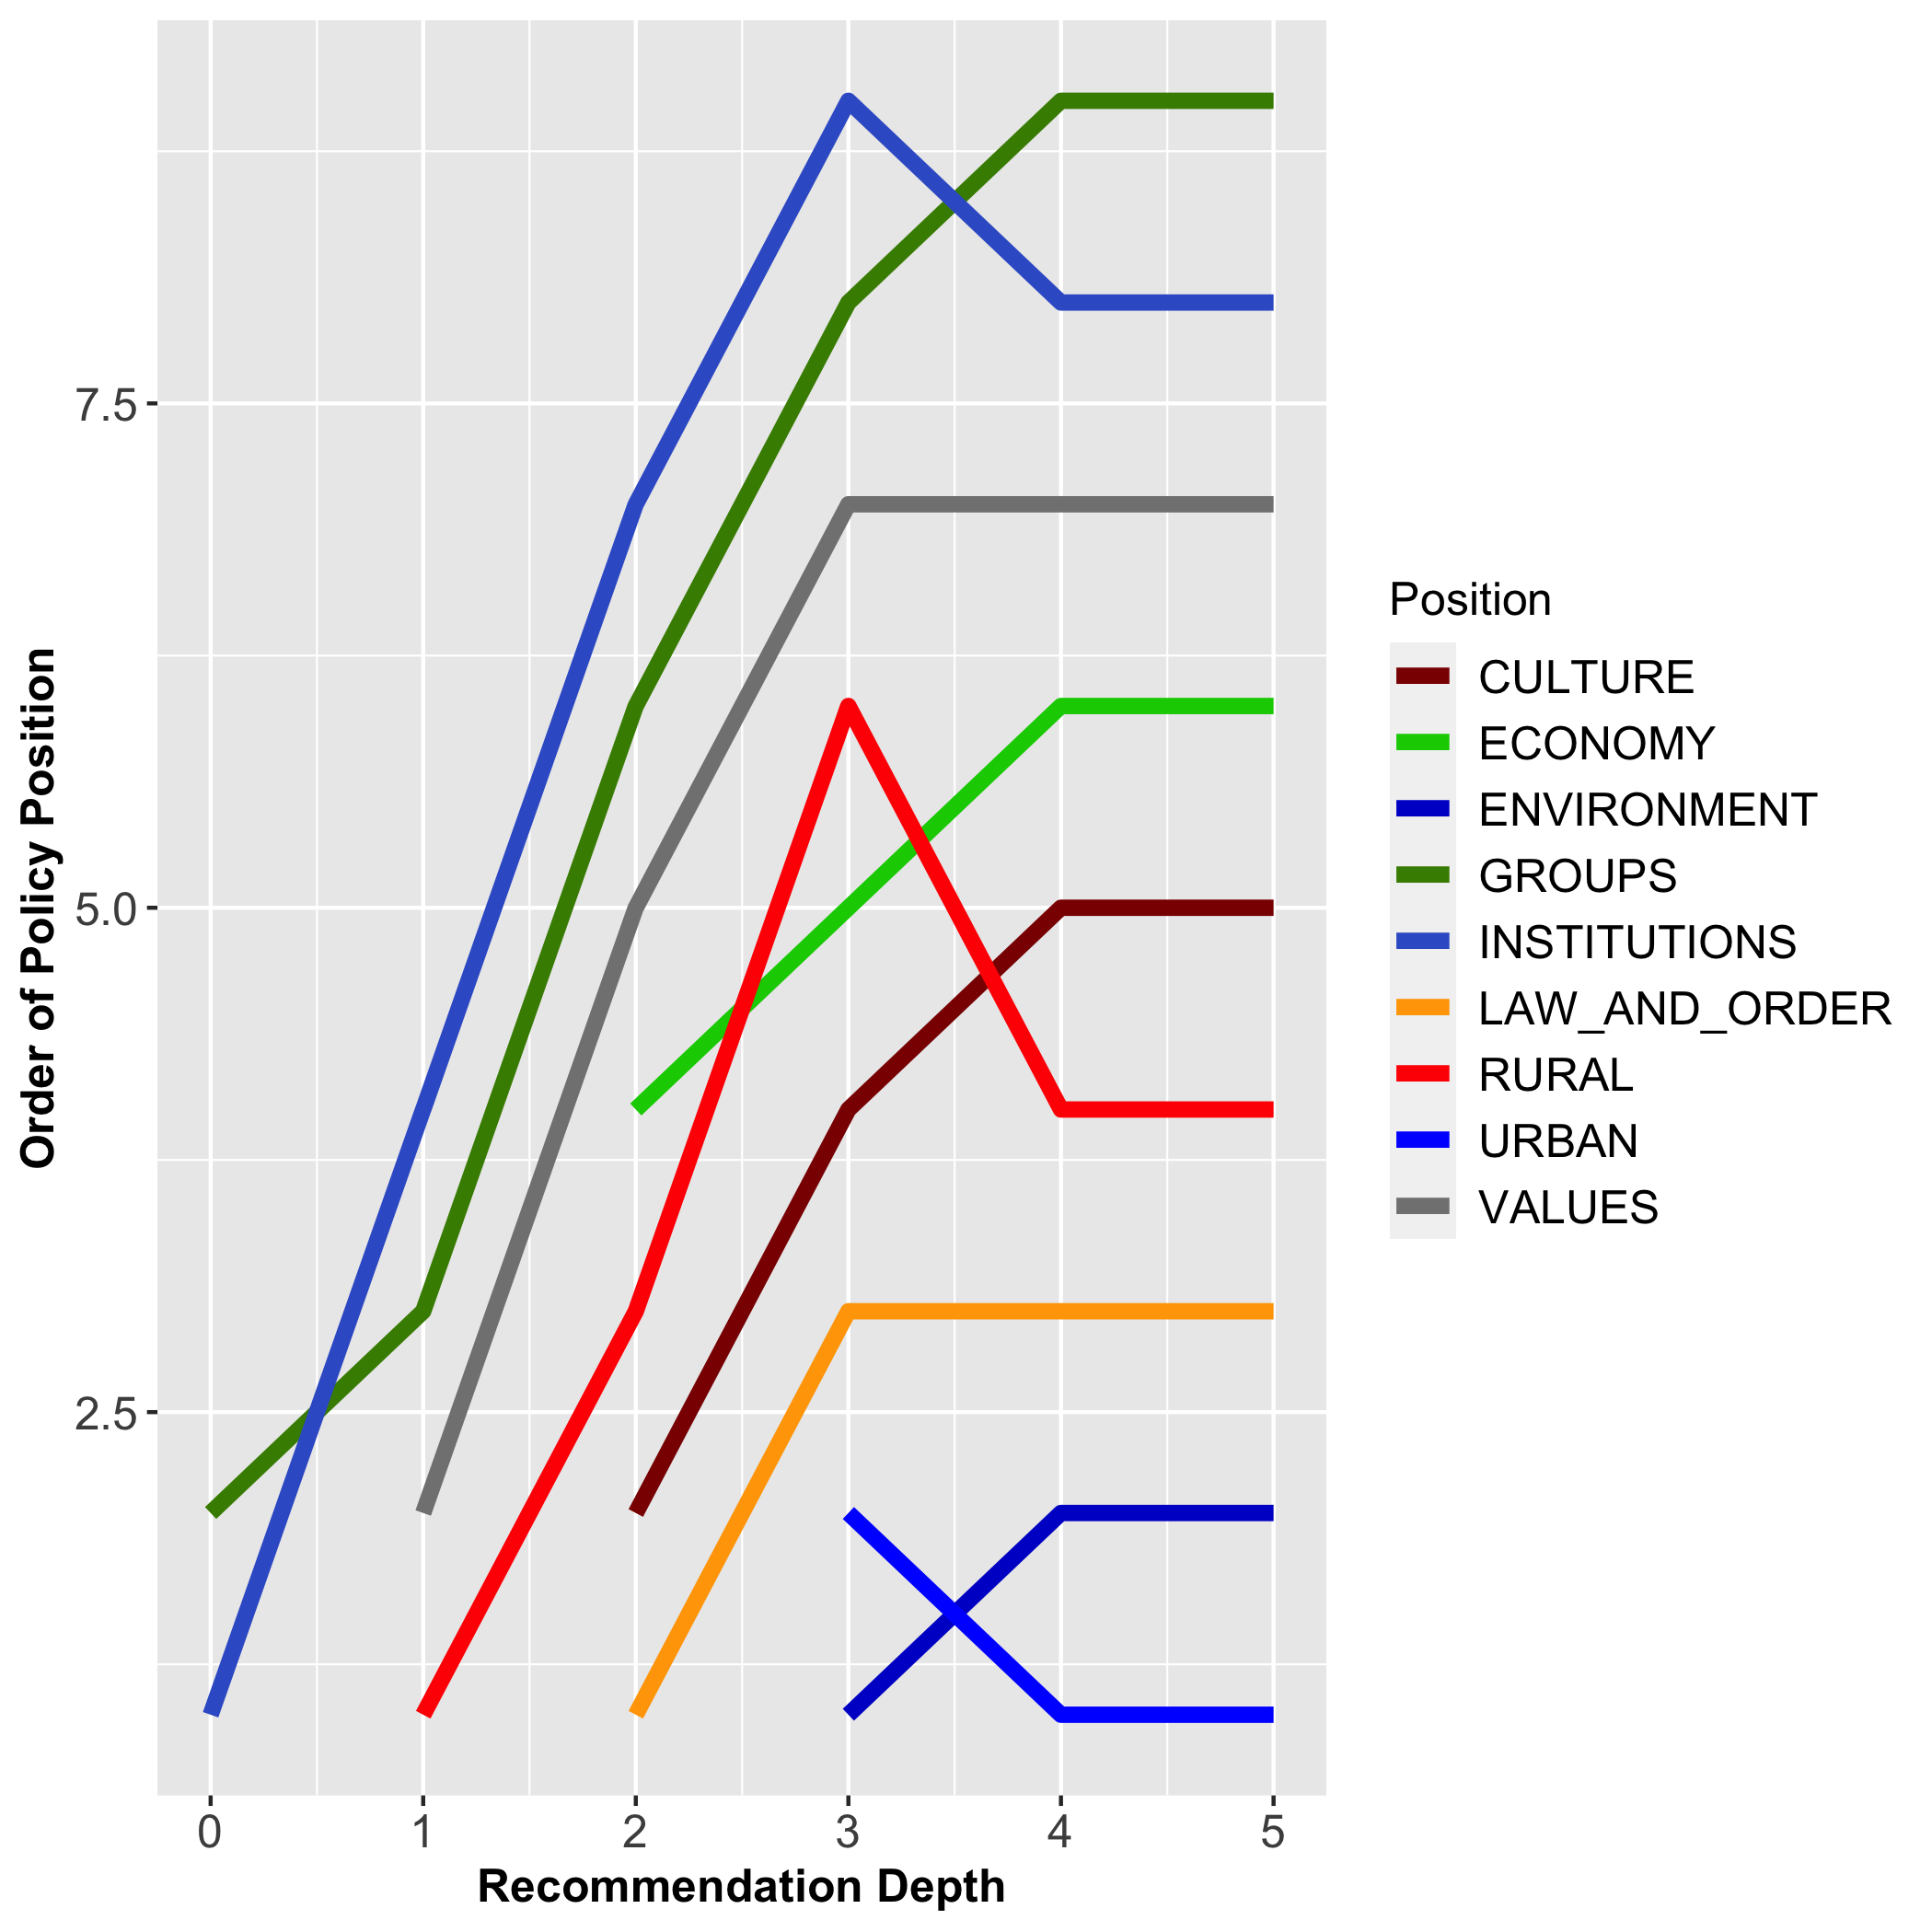 7.5
5.0
2.5
Order of Policy Position
0 1 2 3 4 5
Recommendation Depth
Position
CULTURE
ECONOMY
ENVIRONMENT
GROUPS
INSTITUTIONS
LAW_AND_ORDER
RURAL
URBAN
VALUES